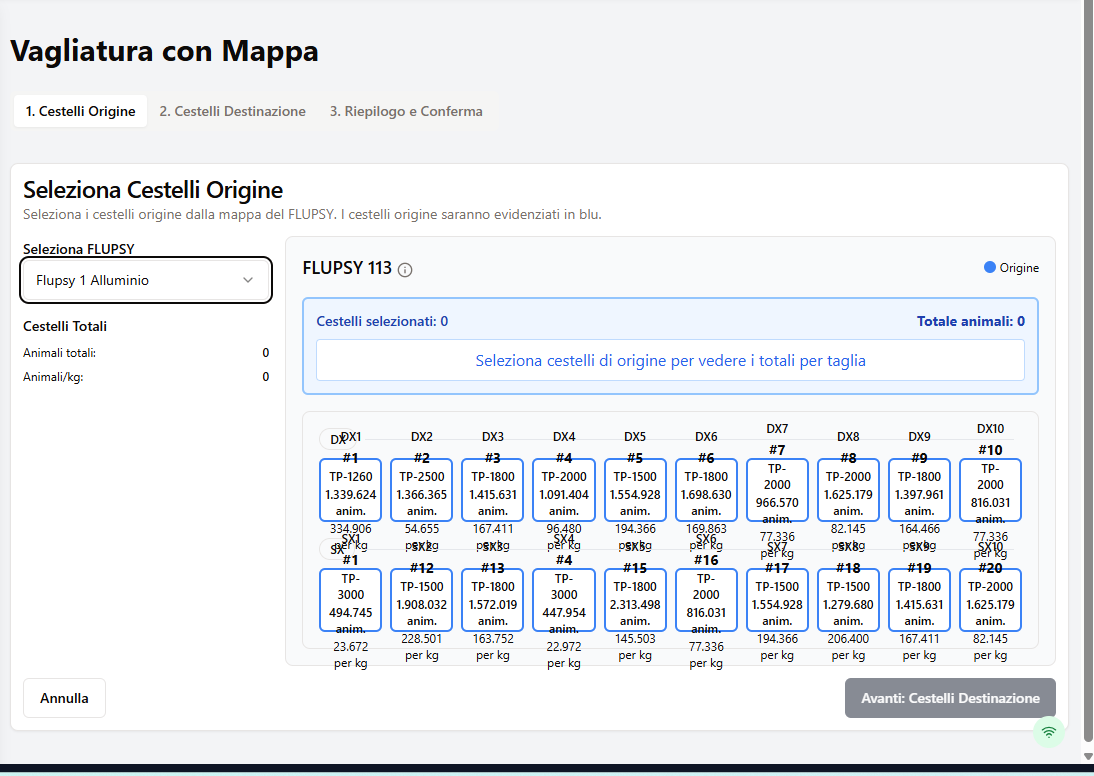 Vagliatura con Mappa
1. Cestelli Origine 2. Cestelli Destinazione 3. Riepilogo e Conferma
Seleziona Cestelli Origine
Seleziona i cestelli origine dalla mappa del FLUPSY. I cestelli origine saranno evidenziati in blu.
Seleziona FLUPSY
Flupsy 1 Alluminio
Cestelli Totali
Animali totali: 0
Animali/kg: 0
FLUPSY 113
Origine
Cestelli selezionati: 0 Totale animali: 0
Seleziona cestelli di origine per vedere i totali per taglia
DX
DX1 DX2 DX3 DX4 DX5 DX6 DX7 DX8 DX9 DX10
#1 #2 #3 #4 #5 #6 #7 #8 #9 #10
TP-1260 TP-2500 TP-1800 TP-2000 TP-1500 TP-1800 TP-2000 TP-2000 TP-1800 TP-2000
1.339.624 1.366.365 1.415.631 1.091.404 1.554.928 1.698.630 966.570 1.625.179 1.397.961 816.031
anim. anim. anim. anim. anim. anim. anim. anim. anim. anim.
334.906 54.655 167.411 96.480 194.366 169.863 77.336 82.145 164.466 77.336
per kg per kg per kg per kg per kg per kg per kg per kg per kg per kg
SX
SX1 SX2 SX3 SX4 SX5 SX6 SX7 SX8 SX9 SX10
#1 #12 #13 #4 #15 #16 #17 #18 #19 #20
TP-3000 TP-1500 TP-1800 TP-3000 TP-1800 TP-2000 TP-1500 TP-1500 TP-1800 TP-2000
494.745 1.908.032 1.572.019 447.954 2.313.498 816.031 1.554.928 1.279.680 1.415.631 1.625.179
anim. anim. anim. anim. anim. anim. anim. anim. anim. anim.
23.672 228.501 163.752 22.972 145.503 77.336 194.366 206.400 167.411 82.145
per kg per kg per kg per kg per kg per kg per kg per kg per kg per kg
Annulla
Avanti: Cestelli Destinazione